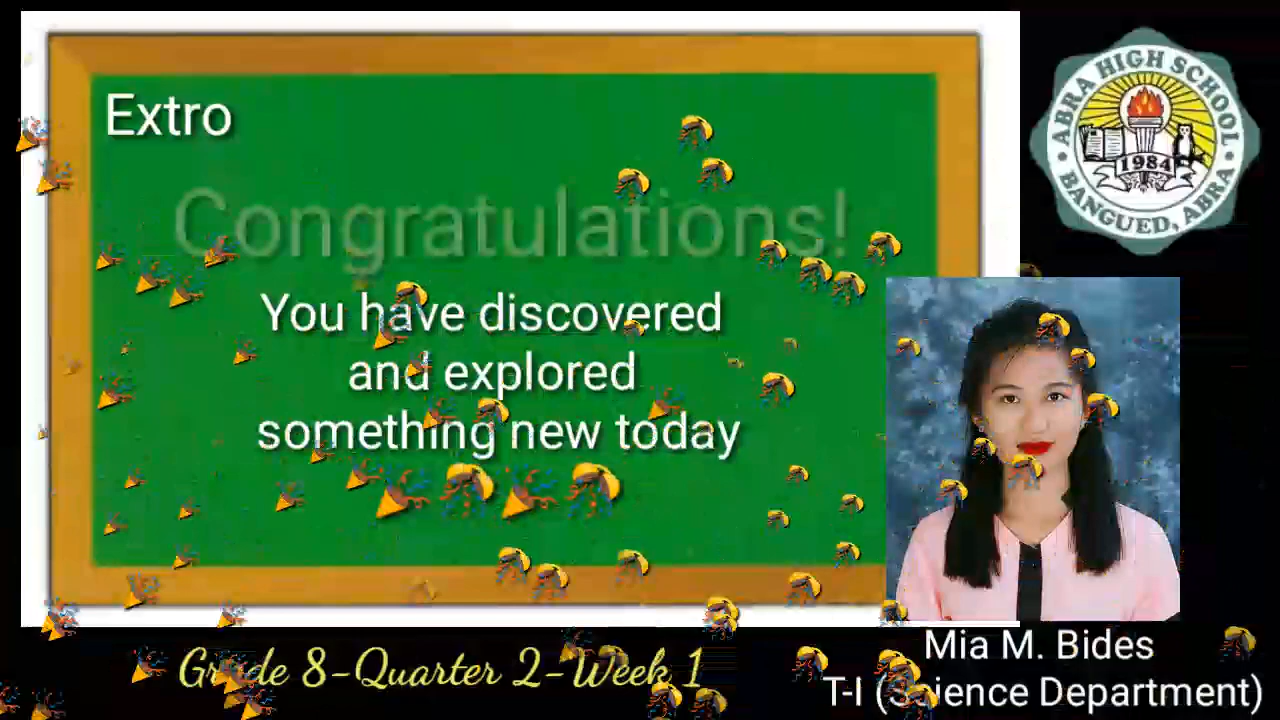 Extro
Congratulations!
You have discovered
and explored
something new today
ABRA HIGH SCHOOL
1984
BANGUED, ABRA
Grade 8-Quarter 2-Week 1
Mia M. Bides
T-I (Science Department)